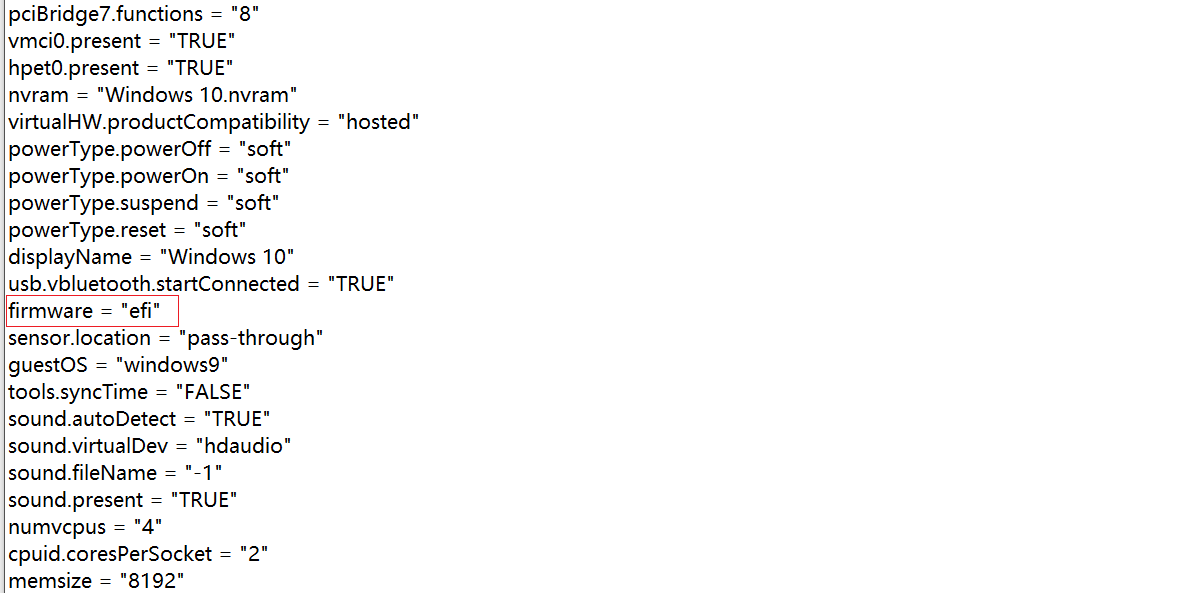 pciBridge7.functions = "8"
vmci0.present = "TRUE"
hpet0.present = "TRUE"
nvram = "Windows 10.nvram"
virtualHW.productCompatibility = "hosted"
powerType.powerOff = "soft"
powerType.powerOn = "soft"
powerType.suspend = "soft"
powerType.reset = "soft"
displayName = "Windows 10"
usb.vbluetooth.startConnected = "TRUE"
firmware = "efi"
sensor.location = "pass-through"
guestOS = "windows9"
tools.syncTime = "FALSE"
sound.autoDetect = "TRUE"
sound.virtualDev = "hdaudio"
sound.fileName = "-1"
sound.present = "TRUE"
numvcpus = "4"
cpuid.coresPerSocket = "2"
memsize = "8192"